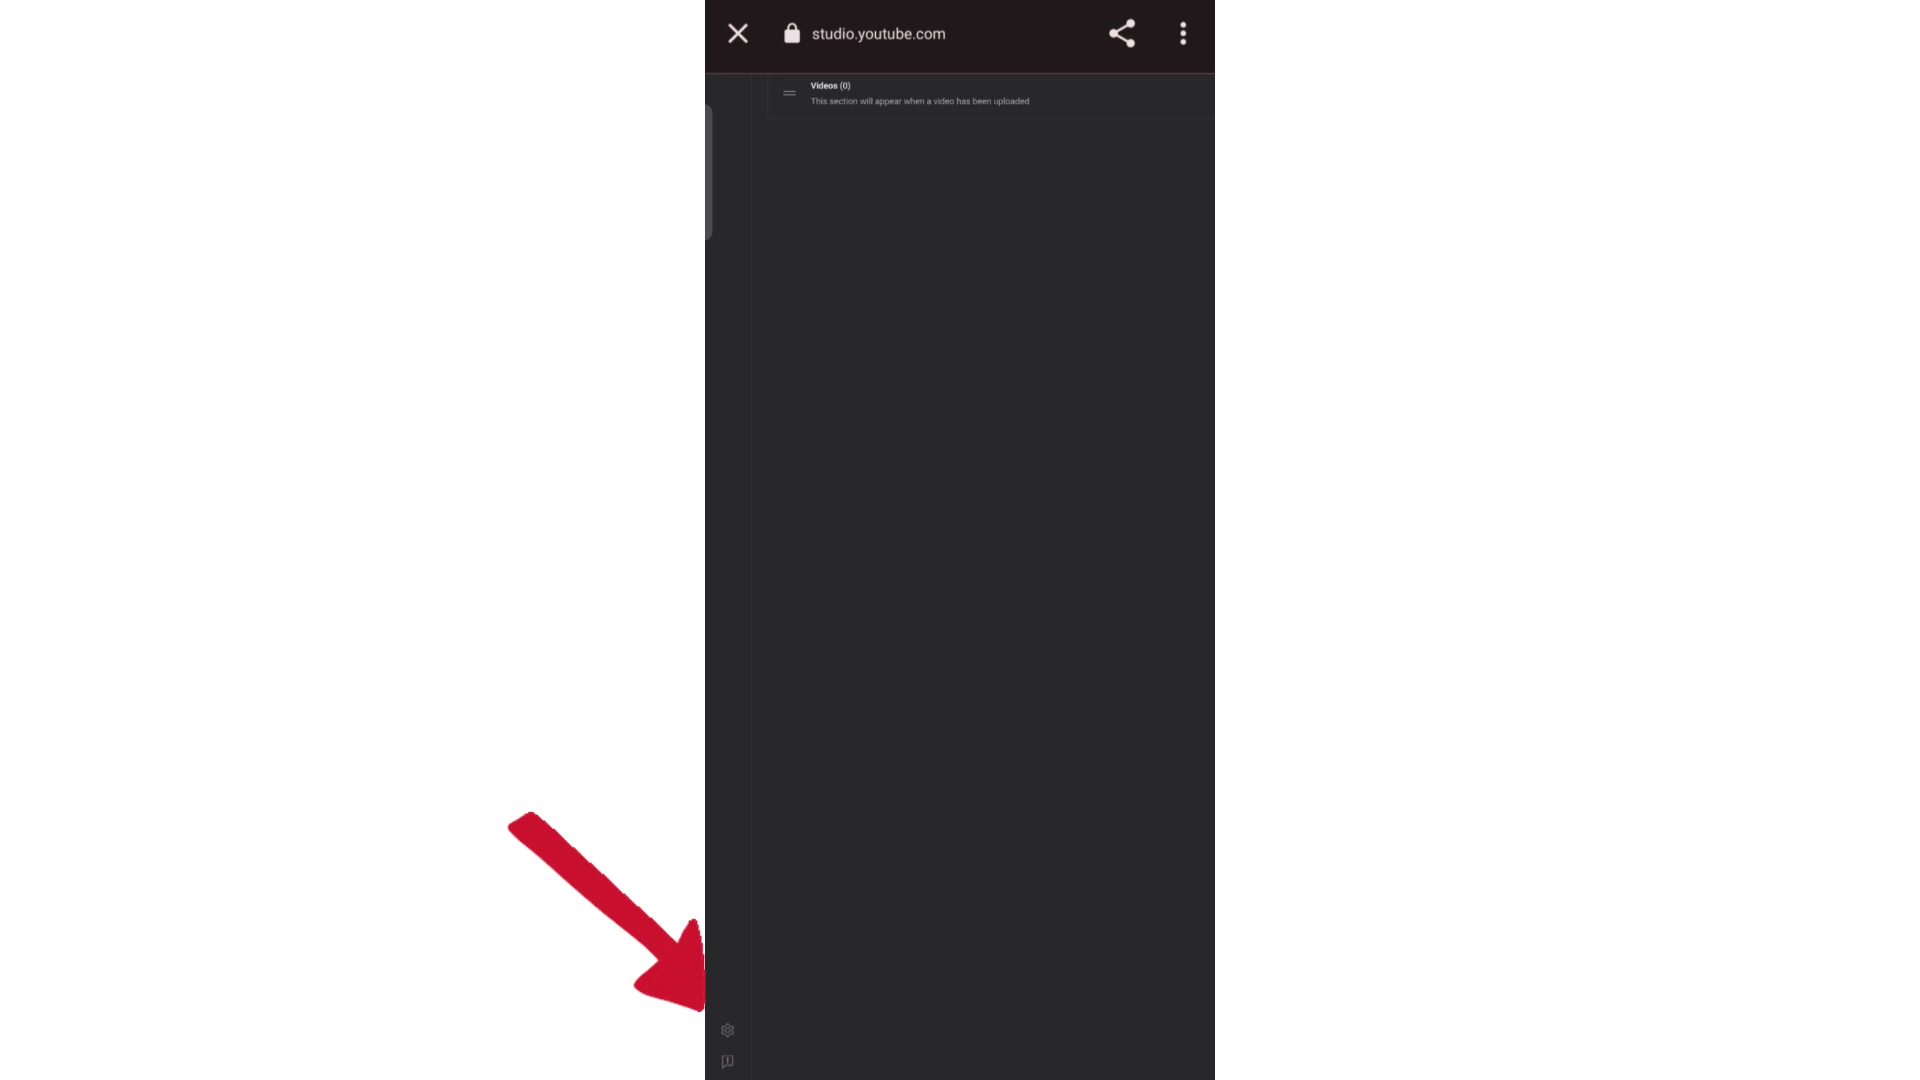 studio.youtube.com
Videos (0)
This section will appear when a video has been uploaded